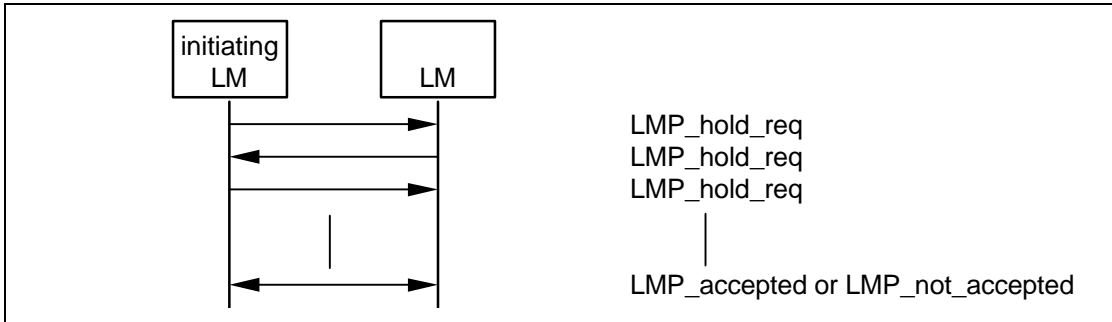 initiating
LM
LM
LMP_hold_req
LMP_hold_req
LMP_hold_req
LMP_accepted or LMP_not_accepted